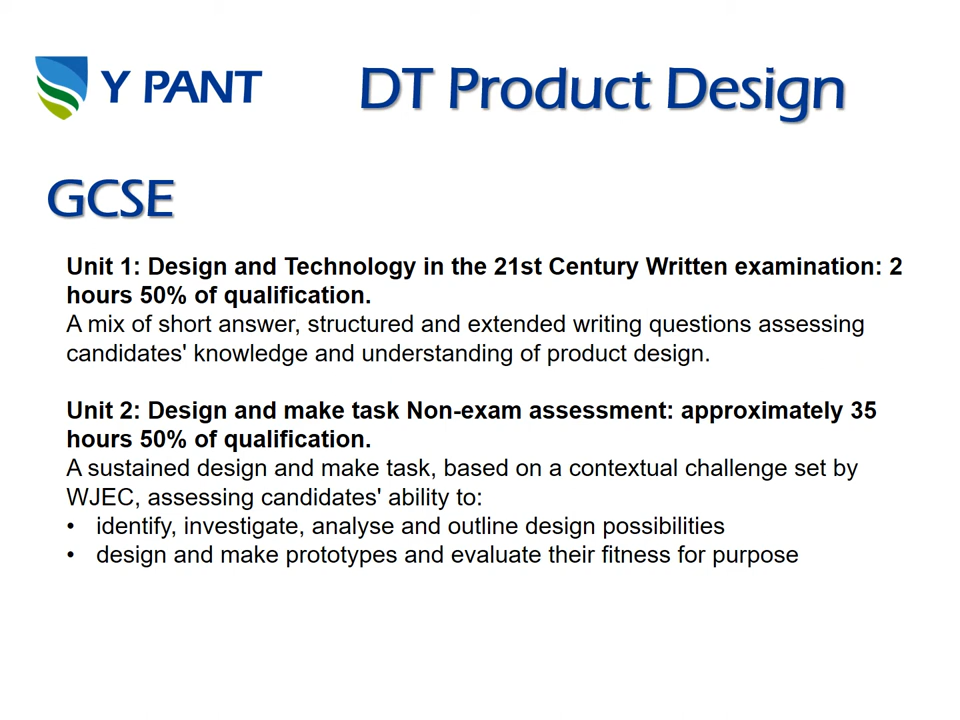 Y PANT
DT Product Design
GCSE
Unit 1: Design and Technology in the 21st Century Written examination: 2
hours 50% of qualification.
A mix of short answer, structured and extended writing questions assessing
candidates' knowledge and understanding of product design.
Unit 2: Design and make task Non-exam assessment: approximately 35
hours 50% of qualification.
A sustained design and make task, based on a contextual challenge set by
WJEC, assessing candidates' ability to:
• identify, investigate, analyse and outline design possibilities
• design and make prototypes and evaluate their fitness for purpose